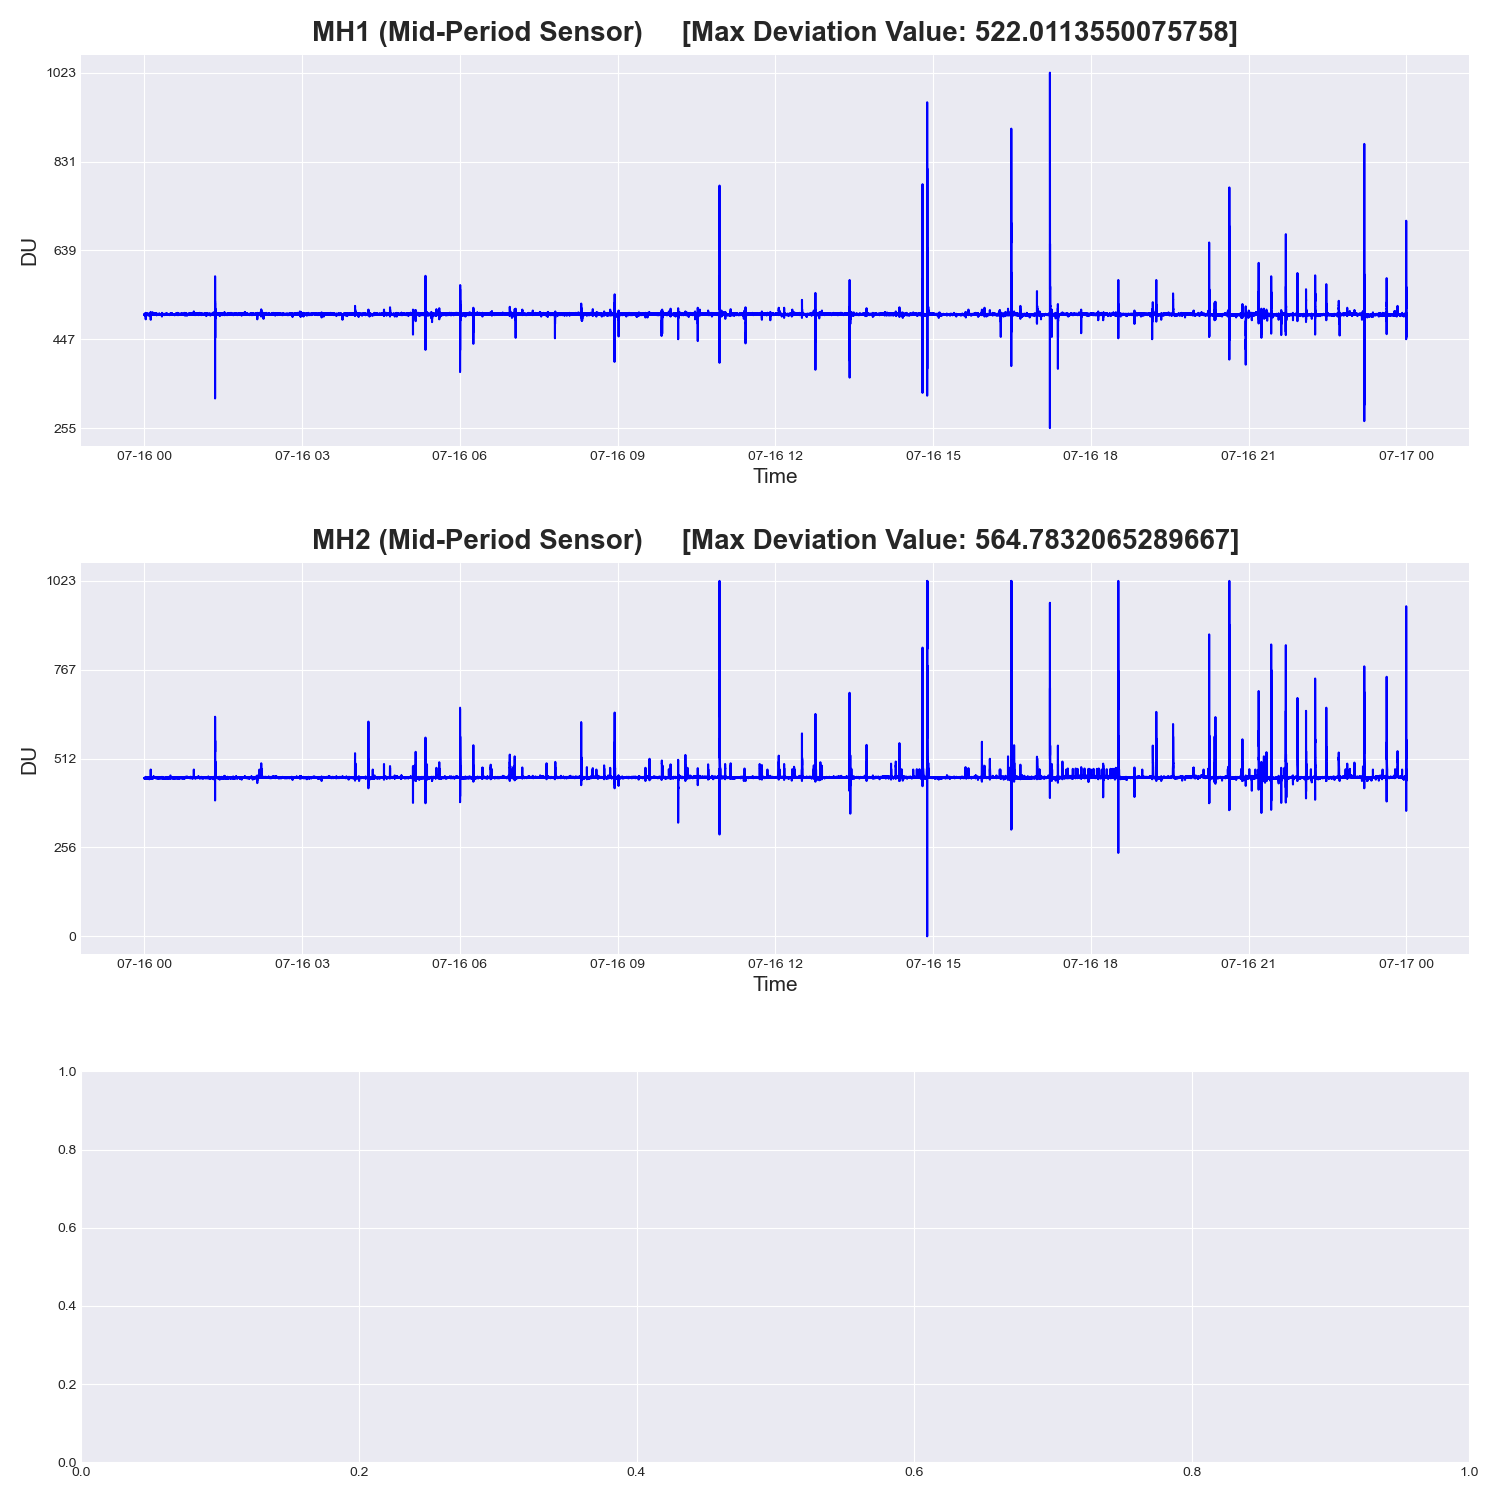 MH1 (Mid-Period Sensor) [Max Deviation Value: 522.0113550075758]
1023
831
639
447
255
DU
07-16 00 07-16 03 07-16 06 07-16 09 07-16 12 07-16 15 07-16 18 07-16 21 07-17 00
Time
MH2 (Mid-Period Sensor) [Max Deviation Value: 564.7832065289667]
1023
767
512
256
0
DU
07-16 00 07-16 03 07-16 06 07-16 09 07-16 12 07-16 15 07-16 18 07-16 21 07-17 00
Time
1.0
0.8
0.6
0.4
0.2
0.0
0.0 0.2 0.4 0.6 0.8 1.0